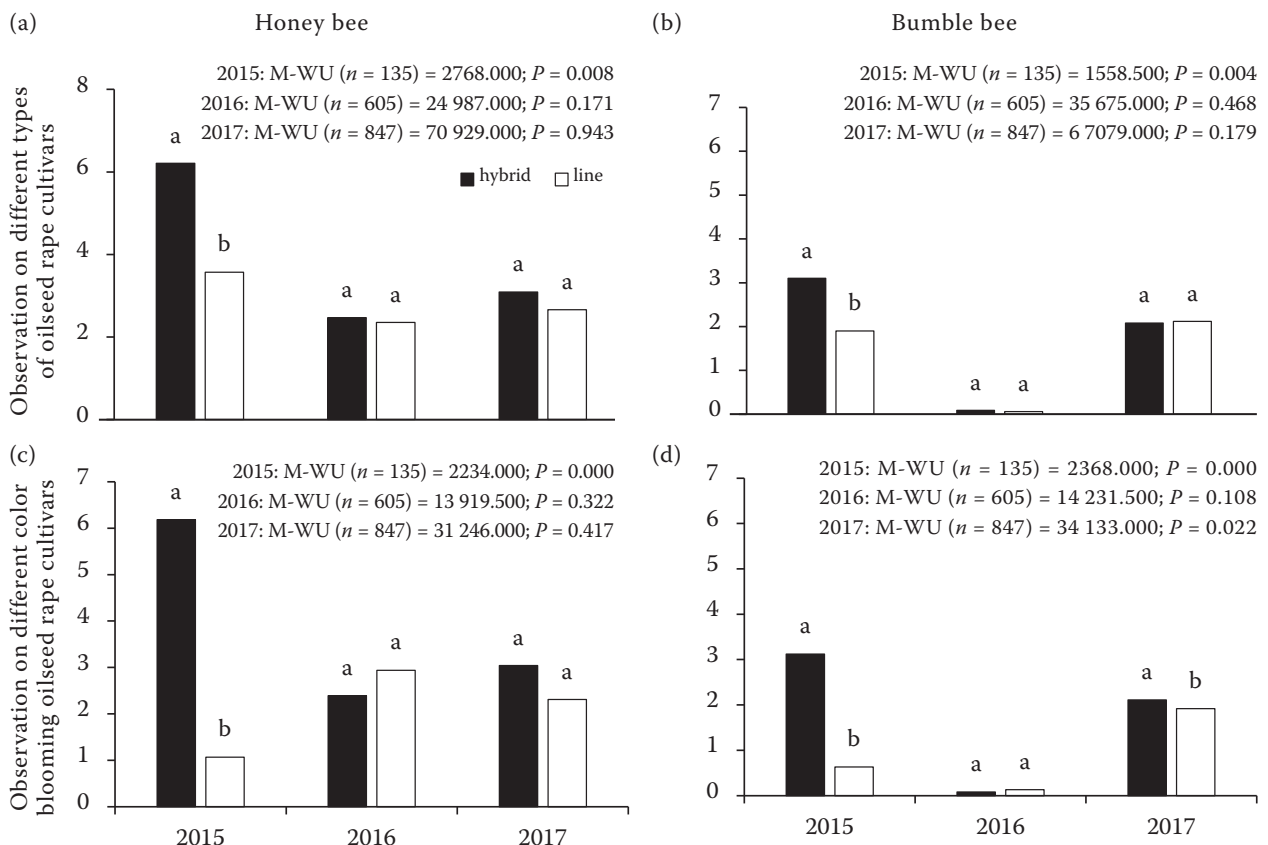 (a)
Honey bee
2015: M-WU (n = 135) = 2768.000; P = 0.008
2016: M-WU (n = 605) = 24 987.000; P = 0.171
2017: M-WU (n = 847) = 70 929.000; P = 0.943
hybrid
line
Observation on different types
of oilseed rape cultivars
8
6
4
2
0
a
b
a
a
a
a
(b)
Bumble bee
2015: M-WU (n = 135) = 1558.500; P = 0.004
2016: M-WU (n = 605) = 35 675.000; P = 0.468
2017: M-WU (n = 847) = 6 7079.000; P = 0.179
7
6
5
4
3
2
1
0
a
b
a
a
a
a
(c)
2015: M-WU (n = 135) = 2234.000; P = 0.000
2016: M-WU (n = 605) = 13 919.500; P = 0.322
2017: M-WU (n = 847) = 31 246.000; P = 0.417
Observation on different color
blooming oilseed rape cultivars
7
6
5
4
3
2
1
0
a
b
a
a
a
a
2015
2016
2017
(d)
2015: M-WU (n = 135) = 2368.000; P = 0.000
2016: M-WU (n = 605) = 14 231.500; P = 0.108
2017: M-WU (n = 847) = 34 133.000; P = 0.022
7
6
5
4
3
2
1
0
a
b
a
a
a
b
2015
2016
2017